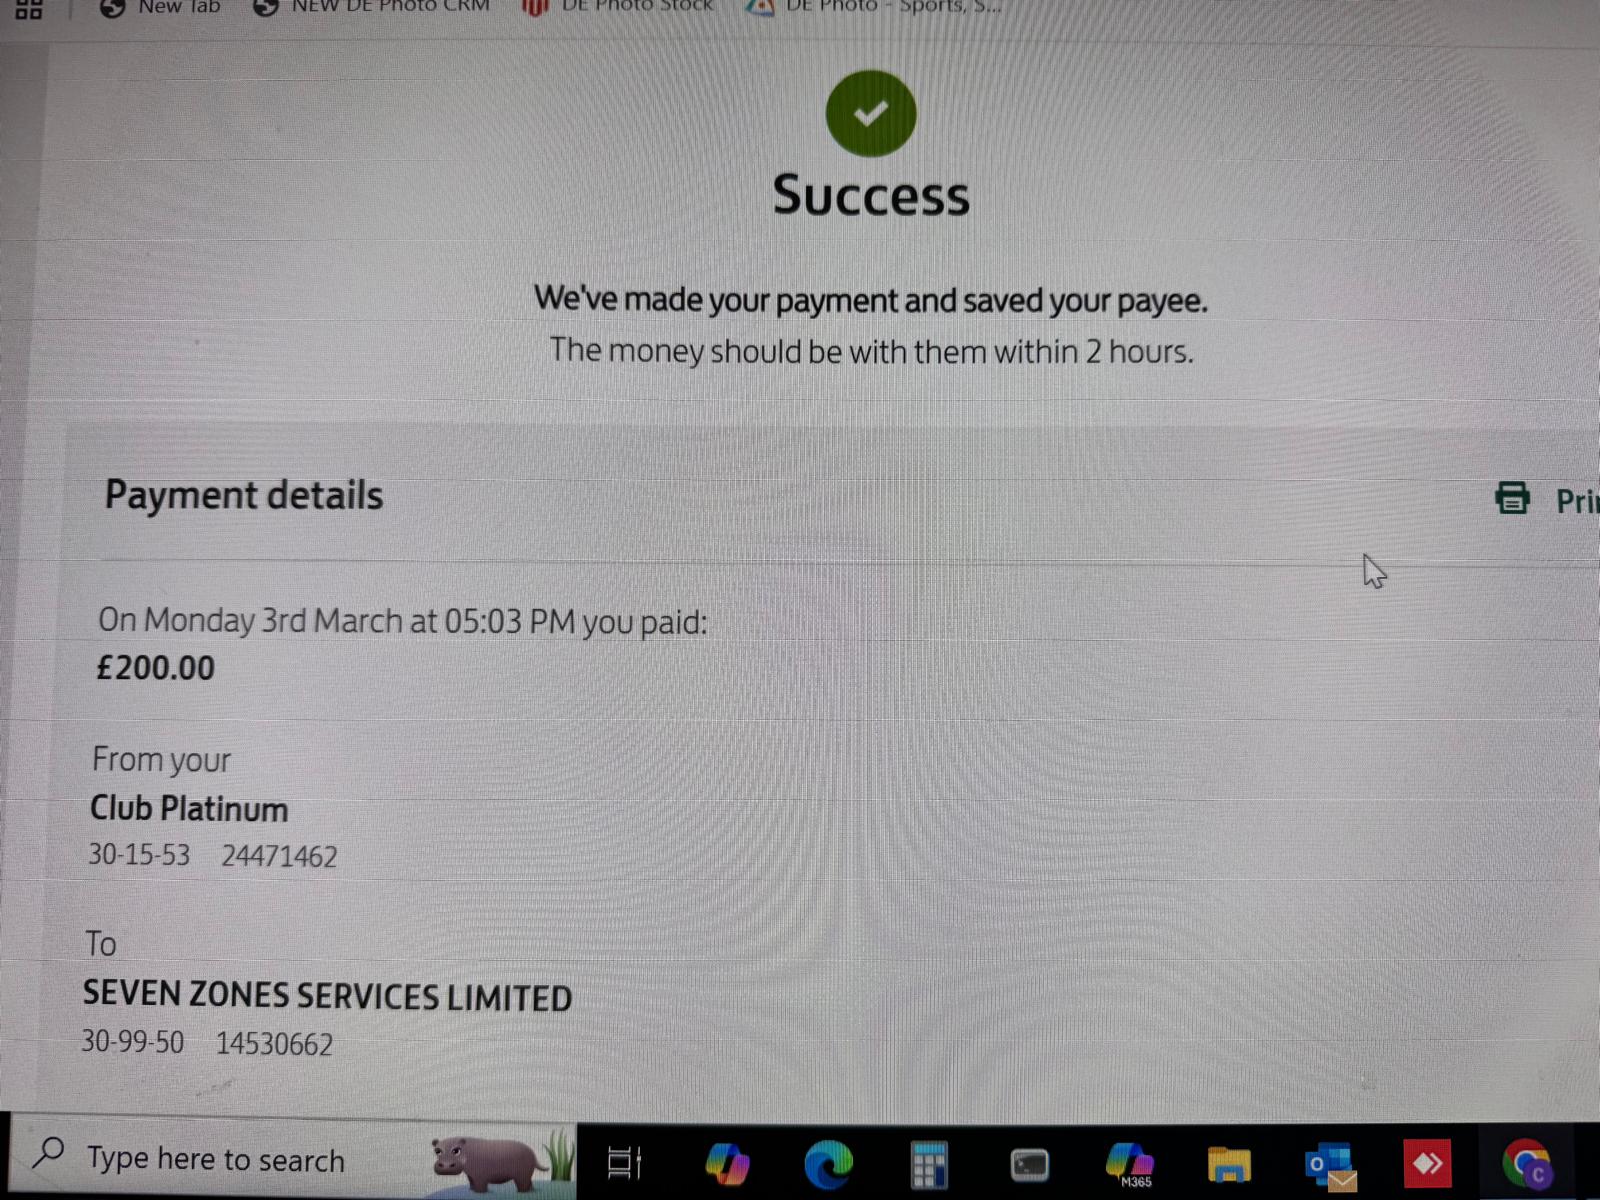 New Tab NEW DE Photo CRM DE Photo Stock DE Photo - Sports, S...
Success
We've made your payment and saved your payee.
The money should be with them within 2 hours.
Payment details
Pri
On Monday 3rd March at 05:03 PM you paid:
£200.00
From your
Club Platinum
30-15-53 24471462
To
SEVEN ZONES SERVICES LIMITED
30-99-50 14530662
Type here to search
M365
C